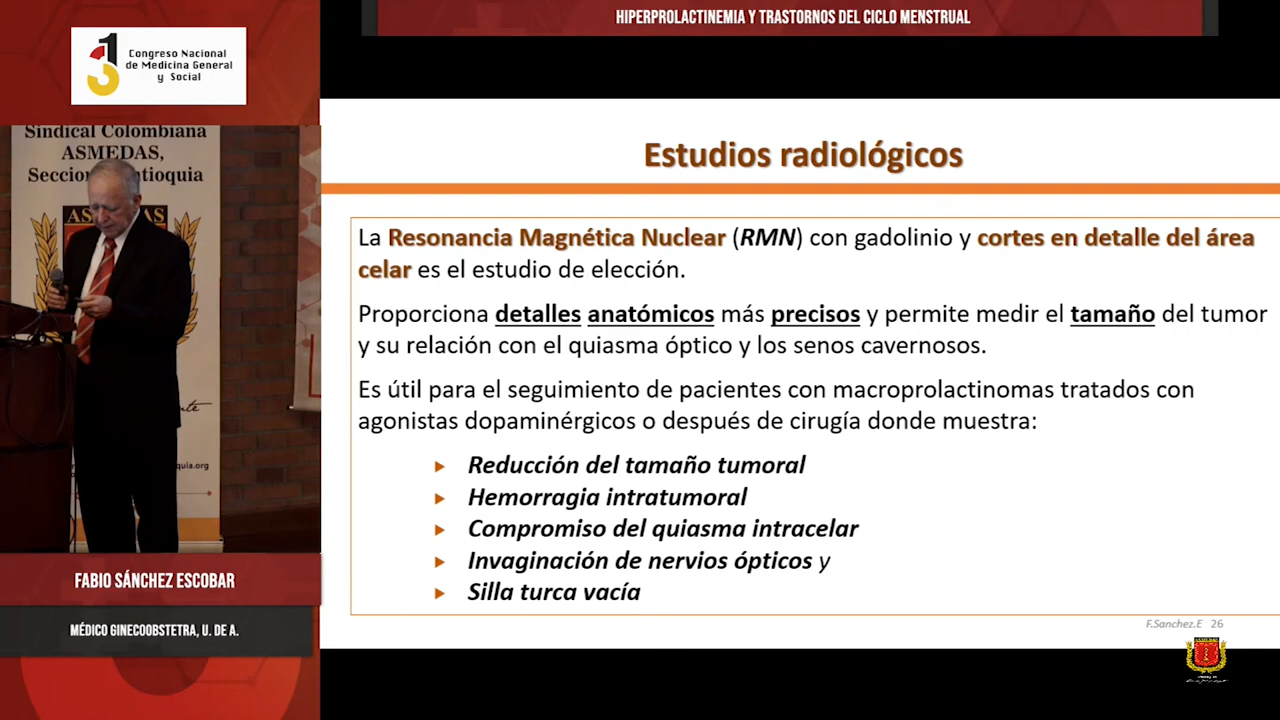 HIPERPROLACTINEMIA Y TRASTORNOS DEL CICLO MENSTRUAL
31
Congreso Nacional
de Medicina General
y Social
Sindical Colombiana
ASMEDAS,
Estudios radiológicos
La Resonancia Magnética Nuclear (RMN) con gadolinio y cortes en detalle del área
celar es el estudio de elección.
Proporciona detalles anatómicos más precisos y permite medir el tamaño del tumor
y su relación con el quiasma óptico y los senos cavernosos.
Es útil para el seguimiento de pacientes con macroprolactinomas tratados con
agonistas dopaminérgicos o después de cirugía donde muestra:
Reducción del tamaño tumoral
Hemorragia intratumoral
Compromiso del quiasma intracelar
Invaginación de nervios ópticos y
Silla turca vacía
F.Sanchez.E 26
FABIO SÁNCHEZ ESCOBAR
MÉDICO GINECOOBSTETRA, U. DE A.